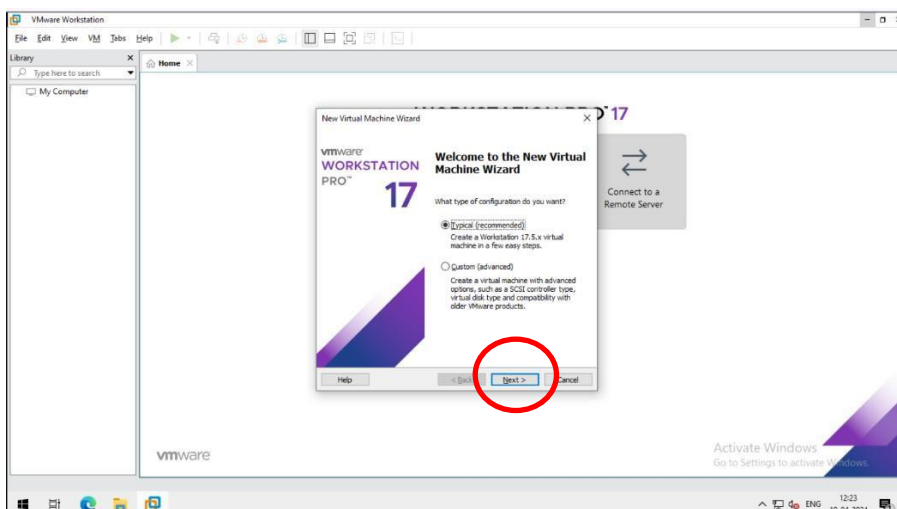 VMware Workstation
File Edit View VM Tabs Help
Library
Type here to search
My Computer
Home
PRO™ 17
Connect to a
Remote Server
New Virtual Machine Wizard
vmware
WORKSTATION
PRO™
17
Welcome to the New Virtual
Machine Wizard
What type of configuration do you want?
Typical (recommended)
Create a Workstation 17.5.x virtual
machine in a few easy steps.
Custom (advanced)
Create a virtual machine with advanced
options, such as a SCSI controller type,
virtual disk type and compatibility with
older VMware products.
Help
< Back
Next >
Cancel
vmware
Activate Windows
Go to Settings to activate Windows.
ENG
12:23